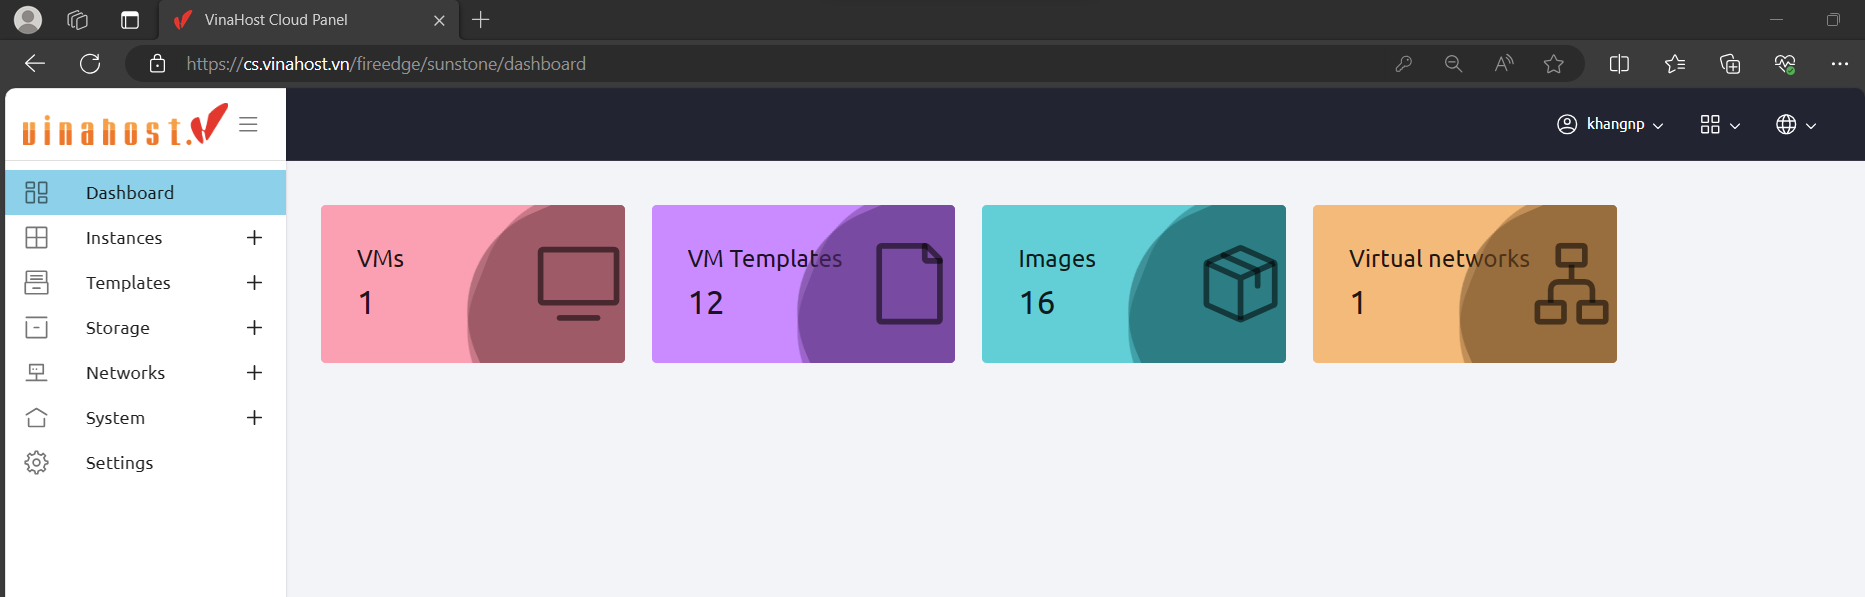 VinaHost Cloud Panel
https://cs.vinahost.vn/fireedge/sunstone/dashboard
vinahost.
khangnp
Dashboard
Instances
Templates
Storage
Networks
System
Settings
VMs
1
VM Templates
12
Images
16
Virtual networks
1